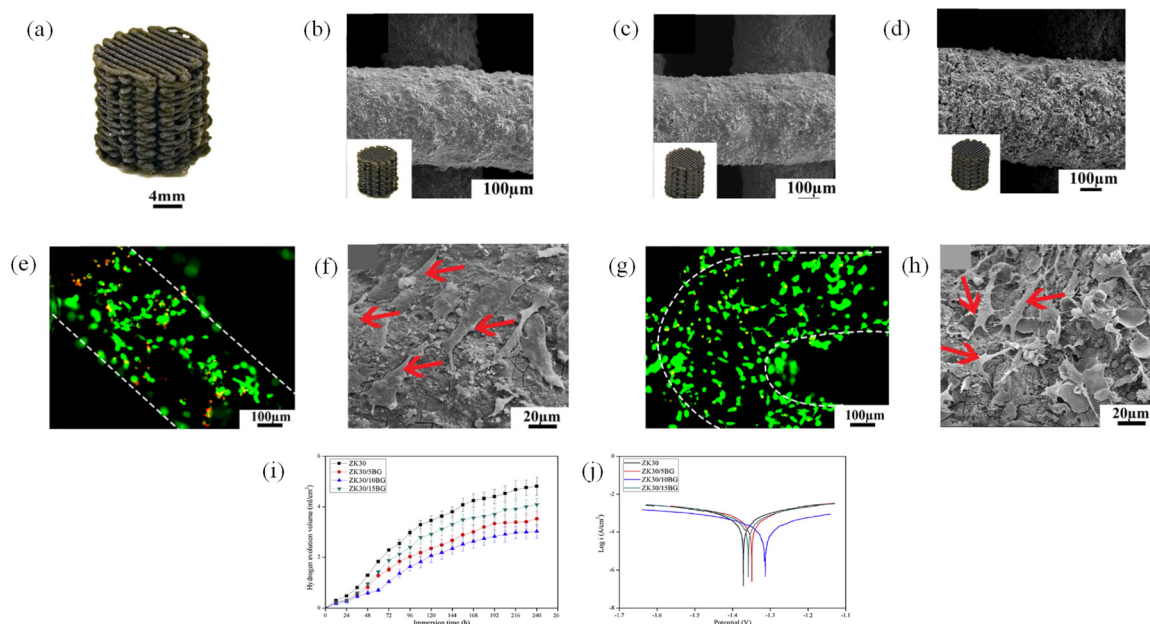 (a)
4mm
(b)
100μm
(c)
100μm
(d)
100μm
(e)
100μm
(f)
20μm
(g)
100μm
(h)
20μm
(i)
ZK30
ZK30/5BG
ZK30/10BG
ZK30/15BG
Hydrogen evolution volume (ml/cm²)
6
4
2
0
0 24 48 72 96 120 144 168 192 216 240 26
Immersion time (h)
(j)
ZK30
ZK30/5BG
ZK30/10BG
ZK30/15BG
Log i (A/cm²)
0
-2
-4
-6
-8
-1.7 -1.6 -1.5 -1.4 -1.3 -1.2 -1.1
Potential (V)